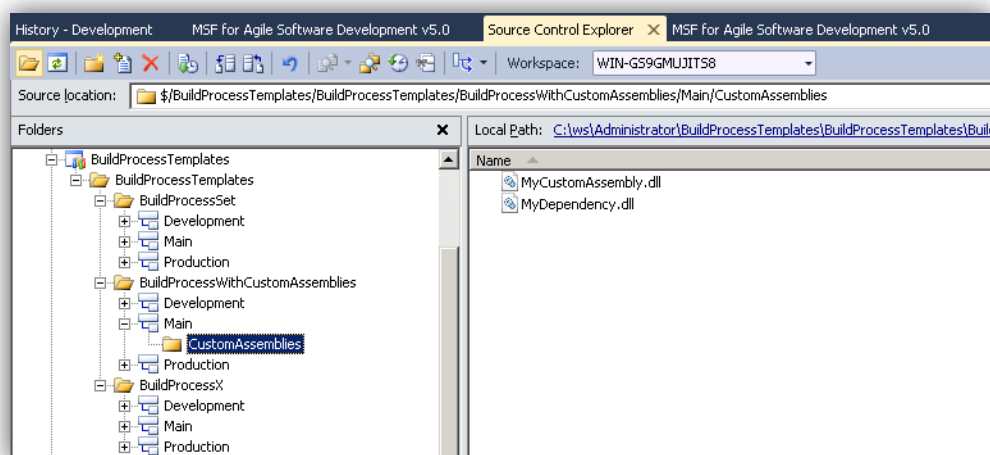 History - Development MSF for Agile Software Development v5.0 Source Control Explorer MSF for Agile Software Development v5.0
Workspace: WIN-GS9GMUJITS8
Source location: $/BuildProcessTemplates/BuildProcessTemplates/BuildProcessWithCustomAssemblies/Main/CustomAssemblies
Folders
Local Path: C:\ws\Administrator\BuildProcessTemplates\BuildProcessTemplates\Buil
Name
MyCustomAssembly.dll
MyDependency.dll
BuildProcessTemplates
BuildProcessTemplates
BuildProcessSet
Development
Main
Production
BuildProcessWithCustomAssemblies
Development
Main
CustomAssemblies
Production
BuildProcessX
Development
Main
Production